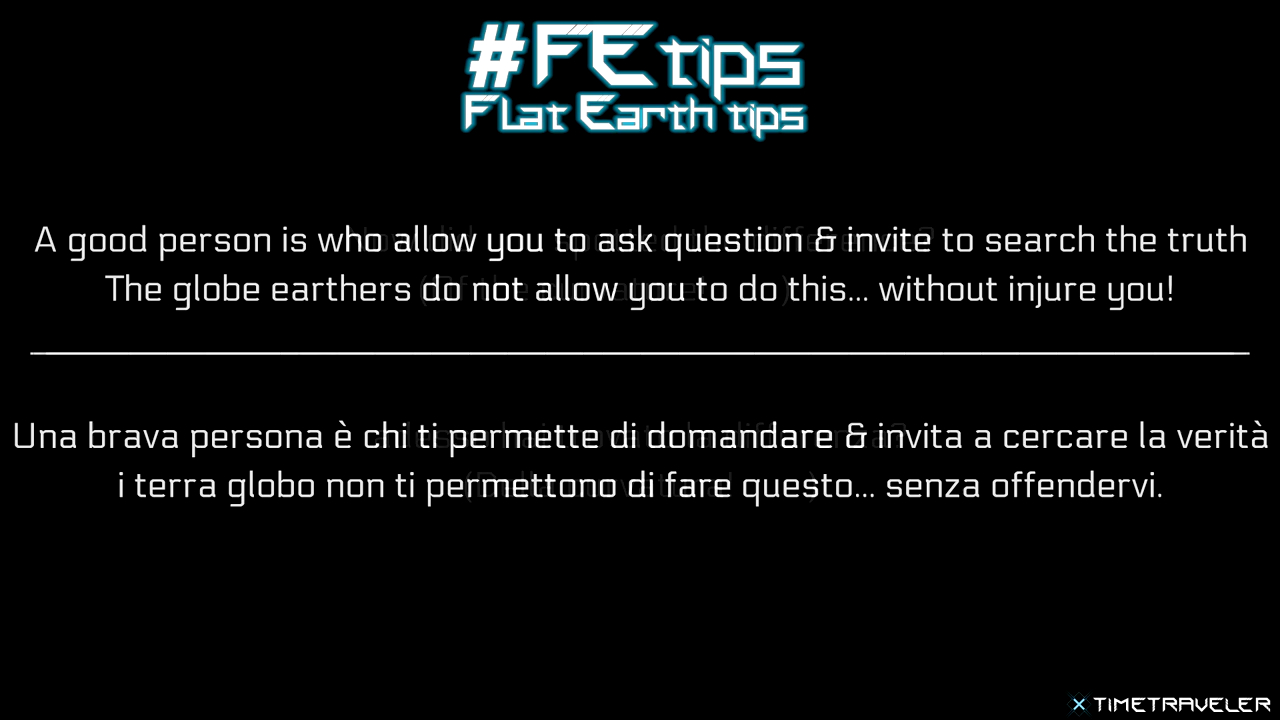 #FE tips
Flat Earth tips
A good person is who allow you to ask question & invite to search the truth
The globe earthers do not allow you to do this... without injure you!
Una brava persona è chi ti permette di domandare & invita a cercare la verità
i terra globo non ti permettono di fare questo... senza offendervi.
TIMETRAVELER